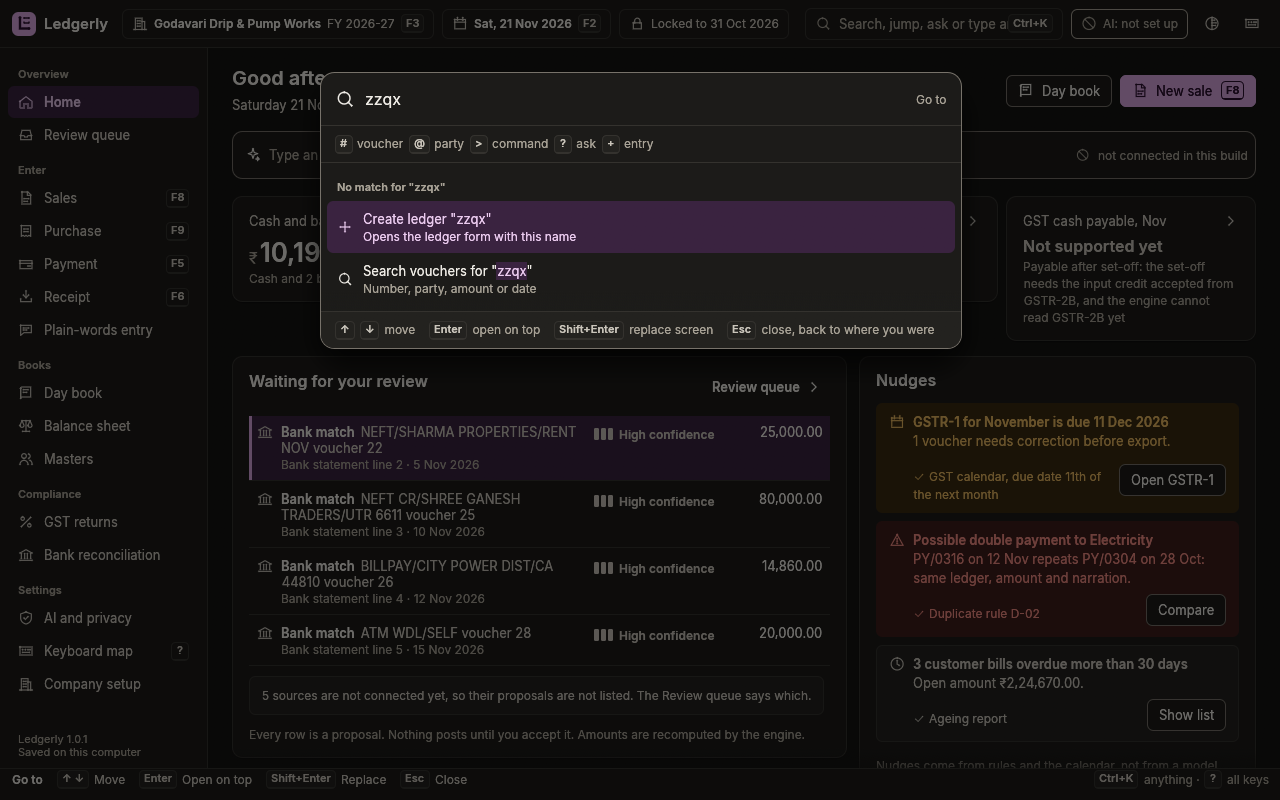 Ledgerly
Godavari Drip & Pump Works FY 2026-27 F3
Sat, 21 Nov 2026 F2
Locked to 31 Oct 2026
Search, jump, ask or type a Ctrl+K
AI: not set up
Overview
Home
Review queue
Enter
Sales F8
Purchase F9
Payment F5
Receipt F6
Plain-words entry
Books
Day book
Balance sheet
Masters
Compliance
GST returns
Bank reconciliation
Settings
AI and privacy
Keyboard map ?
Company setup
Ledgerly 1.0.1
Saved on this computer
Good afte
Saturday 21 No
Day book
New sale F8
Type an
not connected in this build
Cash and b
₹10,19
Cash and 2 b
GST cash payable, Nov
Not supported yet
Payable after set-off: the set-off
needs the input credit accepted from
GSTR-2B, and the engine cannot
read GSTR-2B yet
zzqx
Go to
# voucher @ party > command ? ask + entry
No match for "zzqx"
Create ledger "zzqx"
Opens the ledger form with this name
Search vouchers for "zzqx"
Number, party, amount or date
↑ ↓ move Enter open on top Shift+Enter replace screen Esc close, back to where you were
Waiting for your review
Review queue
Bank match NEFT/SHARMA PROPERTIES/RENT
NOV voucher 22
Bank statement line 2 · 5 Nov 2026
High confidence
25,000.00
Bank match NEFT CR/SHREE GANESH
TRADERS/UTR 6611 voucher 25
Bank statement line 3 · 10 Nov 2026
High confidence
80,000.00
Bank match BILLPAY/CITY POWER DIST/CA
44810 voucher 26
Bank statement line 4 · 12 Nov 2026
High confidence
14,860.00
Bank match ATM WDL/SELF voucher 28
Bank statement line 5 · 15 Nov 2026
High confidence
20,000.00
5 sources are not connected yet, so their proposals are not listed. The Review queue says which.
Every row is a proposal. Nothing posts until you accept it. Amounts are recomputed by the engine.
Nudges
GSTR-1 for November is due 11 Dec 2026
1 voucher needs correction before export.
✓ GST calendar, due date 11th of
the next month
Open GSTR-1
Possible double payment to Electricity
PY/0316 on 12 Nov repeats PY/0304 on 28 Oct:
same ledger, amount and narration.
✓ Duplicate rule D-02
Compare
3 customer bills overdue more than 30 days
Open amount ₹2,24,670.00.
✓ Ageing report
Show list
Nudges come from rules and the calendar, not from a model.
Go to ↑↓ Move Enter Open on top Shift+Enter Replace Esc Close
Ctrl+K anything · ? all keys